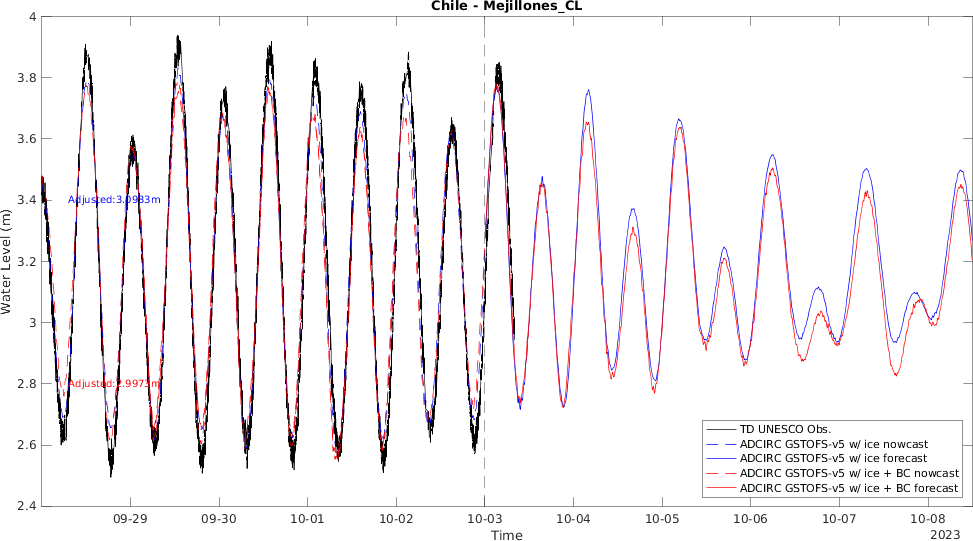 Chile - Mejillones_CL
4
3.8
3.6
3.4
3.2
3
2.8
2.6
2.4
Water Level (m)
Adjusted:3.0983m
Adjusted:2.9973m
TD UNESCO Obs.
ADCIRC GSTOFS-v5 w/ ice nowcast
ADCIRC GSTOFS-v5 w/ ice forecast
ADCIRC GSTOFS-v5 w/ ice + BC nowcast
ADCIRC GSTOFS-v5 w/ ice + BC forecast
09-29 09-30 10-01 10-02 10-03 10-04 10-05 10-06 10-07 10-08
2023
Time